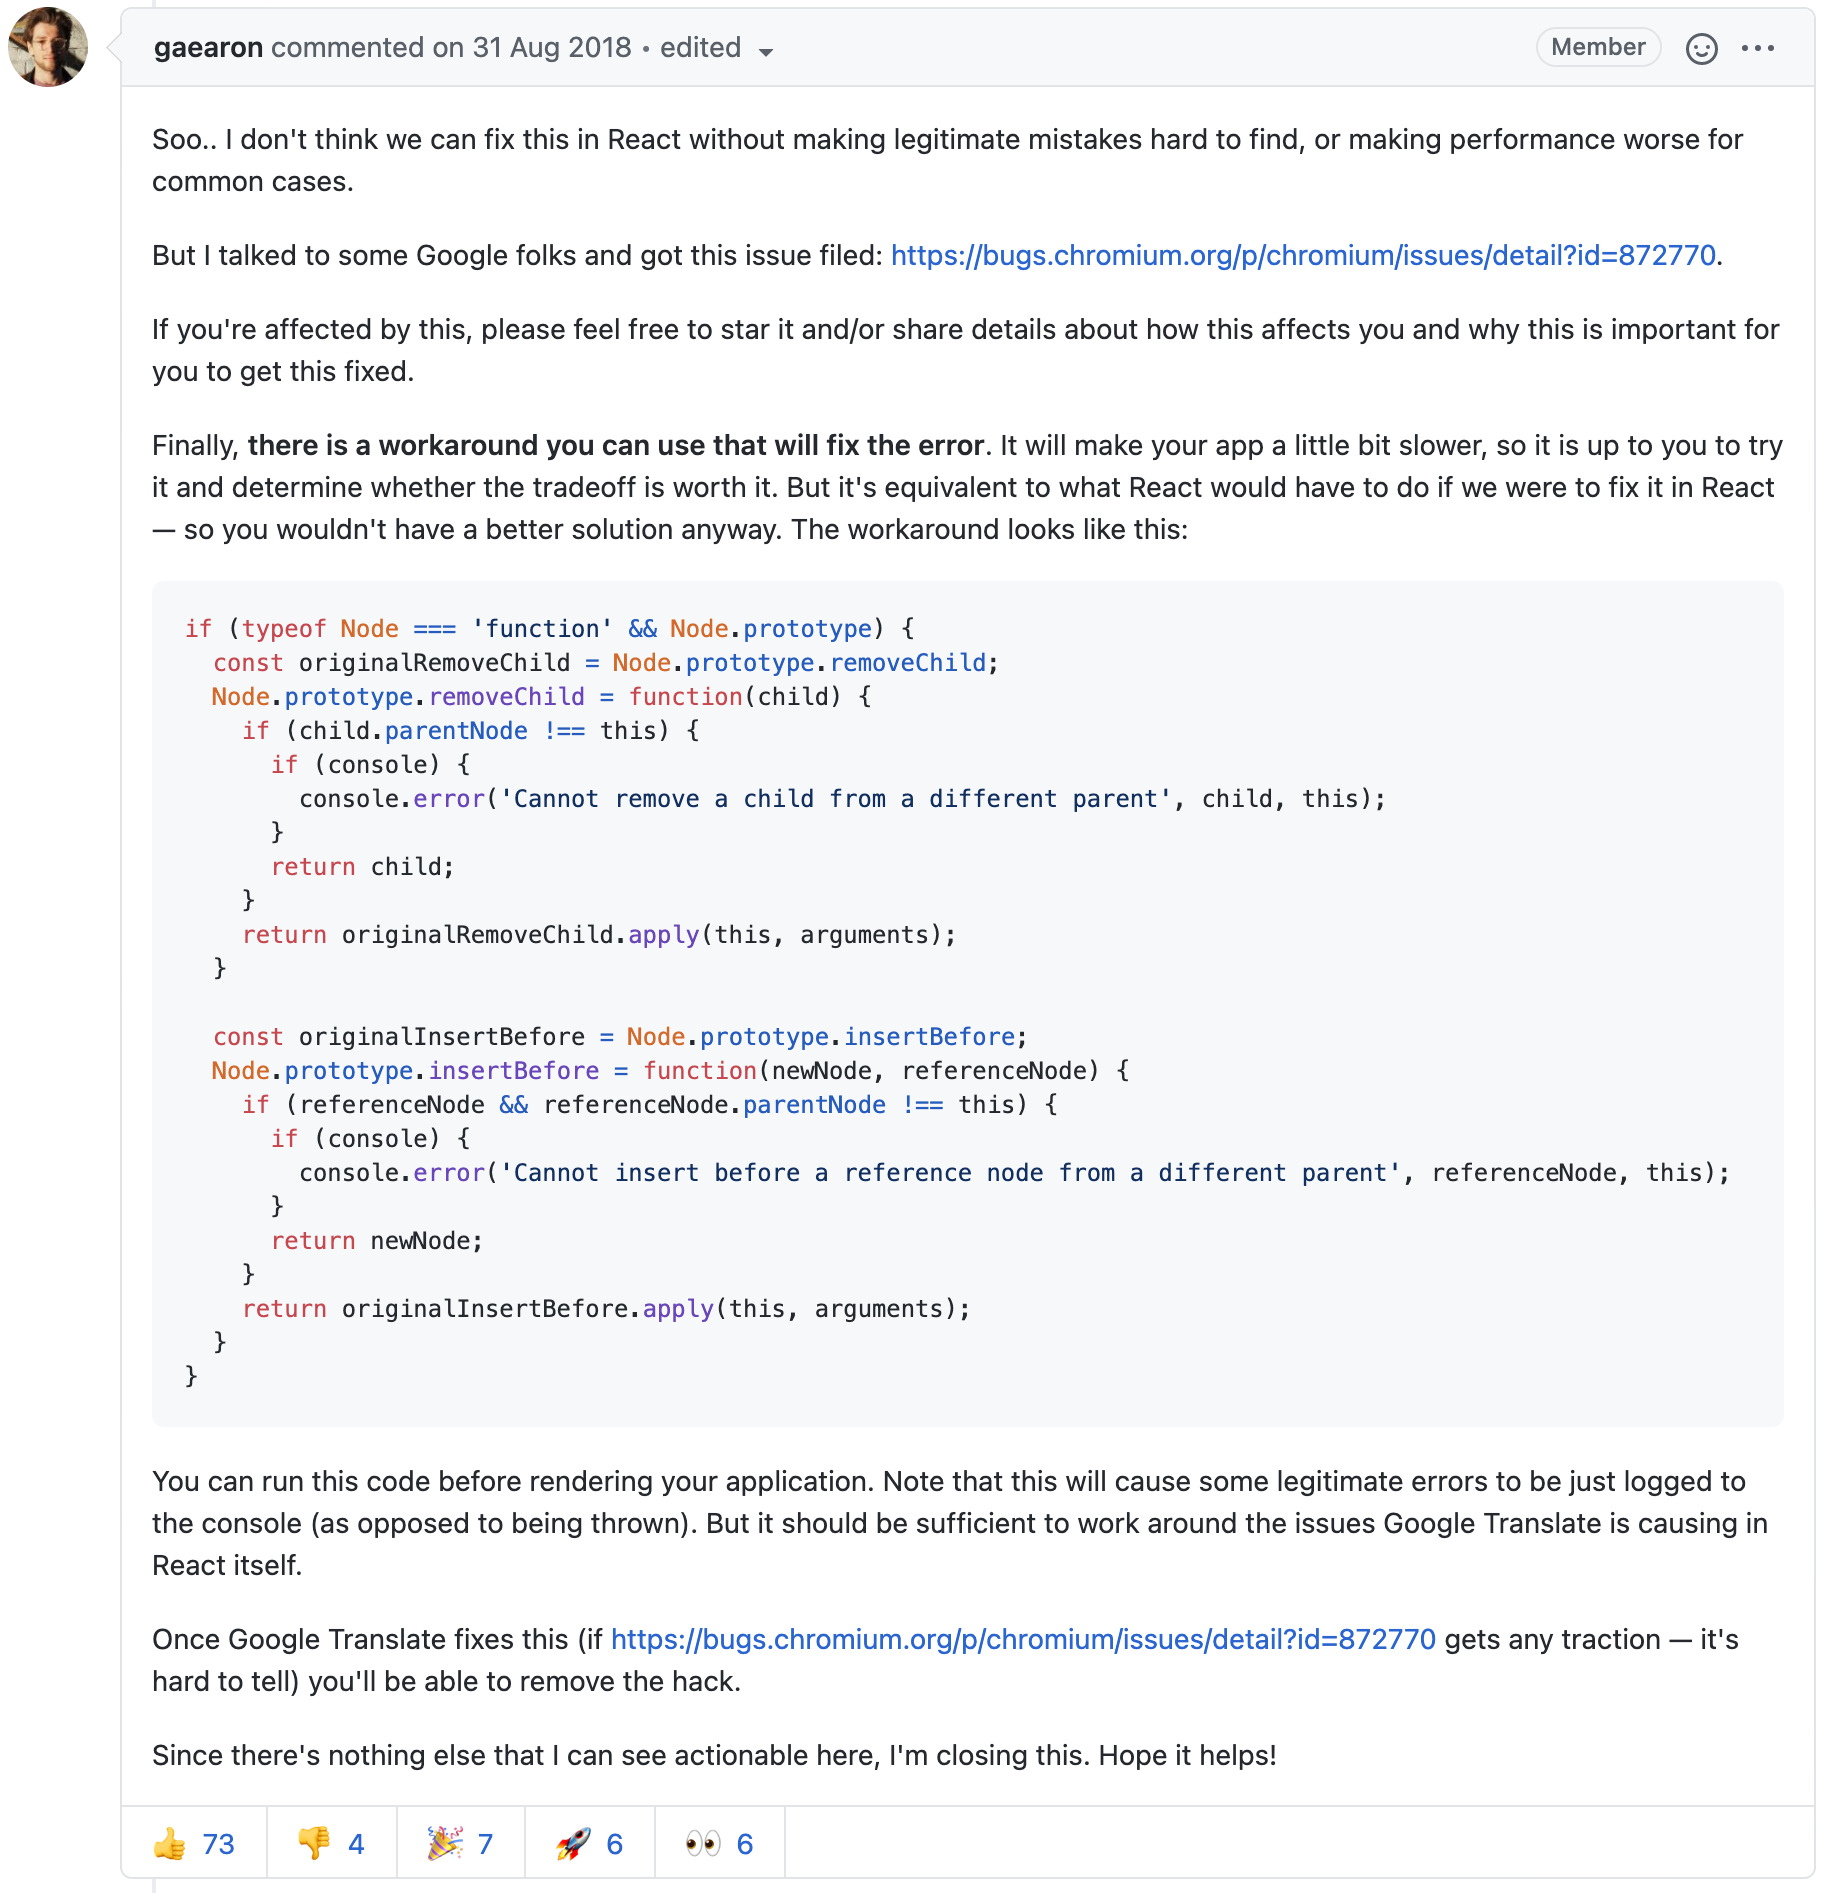 gaearon commented on 31 Aug 2018 • edited
Member
Soo.. I don't think we can fix this in React without making legitimate mistakes hard to find, or making performance worse for
common cases.
But I talked to some Google folks and got this issue filed: https://bugs.chromium.org/p/chromium/issues/detail?id=872770.
If you're affected by this, please feel free to star it and/or share details about how this affects you and why this is important for
you to get this fixed.
Finally, there is a workaround you can use that will fix the error. It will make your app a little bit slower, so it is up to you to try
it and determine whether the tradeoff is worth it. But it's equivalent to what React would have to do if we were to fix it in React
— so you wouldn't have a better solution anyway. The workaround looks like this:
if (typeof Node === 'function' && Node.prototype) {
  const originalRemoveChild = Node.prototype.removeChild;
  Node.prototype.removeChild = function(child) {
    if (child.parentNode !== this) {
      if (console) {
        console.error('Cannot remove a child from a different parent', child, this);
      }
      return child;
    }
    return originalRemoveChild.apply(this, arguments);
  }
  const originalInsertBefore = Node.prototype.insertBefore;
  Node.prototype.insertBefore = function(newNode, referenceNode) {
    if (referenceNode && referenceNode.parentNode !== this) {
      if (console) {
        console.error('Cannot insert before a reference node from a different parent', referenceNode, this);
      }
      return newNode;
    }
    return originalInsertBefore.apply(this, arguments);
  }
}
You can run this code before rendering your application. Note that this will cause some legitimate errors to be just logged to
the console (as opposed to being thrown). But it should be sufficient to work around the issues Google Translate is causing in
React itself.
Once Google Translate fixes this (if https://bugs.chromium.org/p/chromium/issues/detail?id=872770 gets any traction — it's
hard to tell) you'll be able to remove the hack.
Since there's nothing else that I can see actionable here, I'm closing this. Hope it helps!
👍 73 👎 4 🎉 7 🚀 6 👀 6